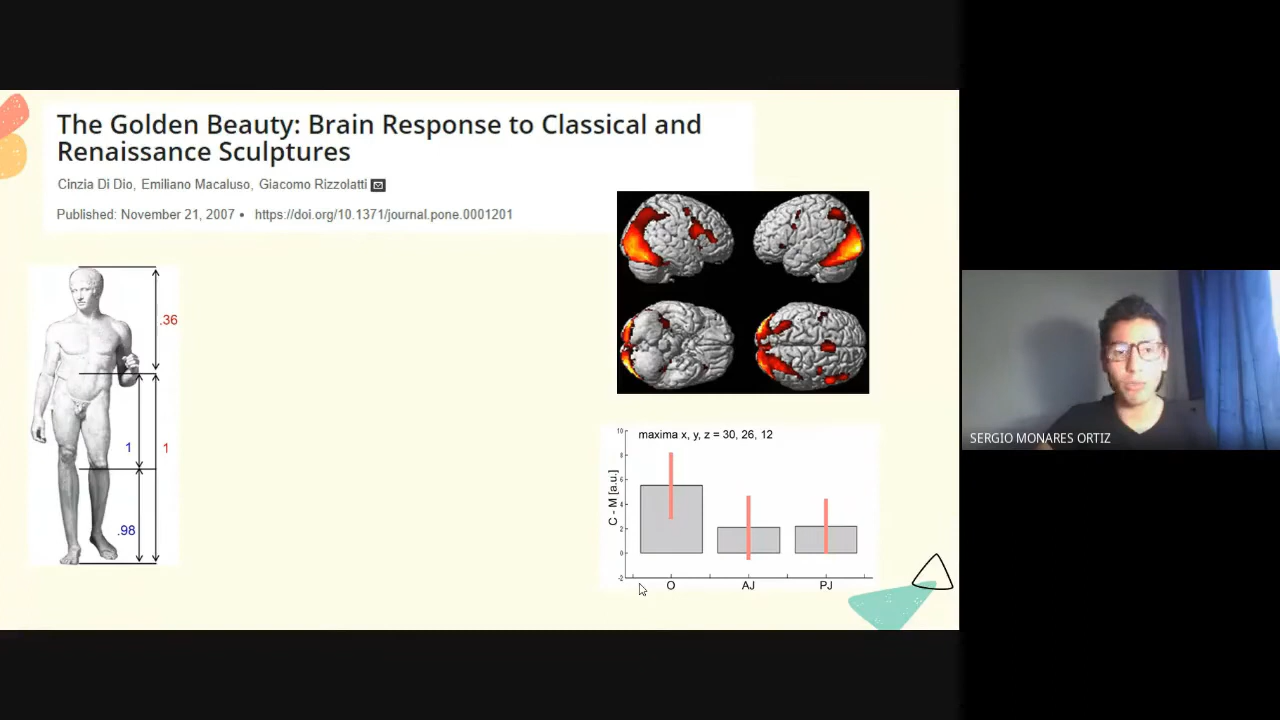 The Golden Beauty: Brain Response to Classical and
Renaissance Sculptures
Cinzia Di Dio, Emiliano Macaluso, Giacomo Rizzolatti
Published: November 21, 2007 • https://doi.org/10.1371/journal.pone.0001201
.36
1
1
.98
maxima x, y, z = 30, 26, 12
C - M [a.u.]
10
8
6
4
2
0
-2
O
AJ
PJ
SERGIO MONARES ORTIZ